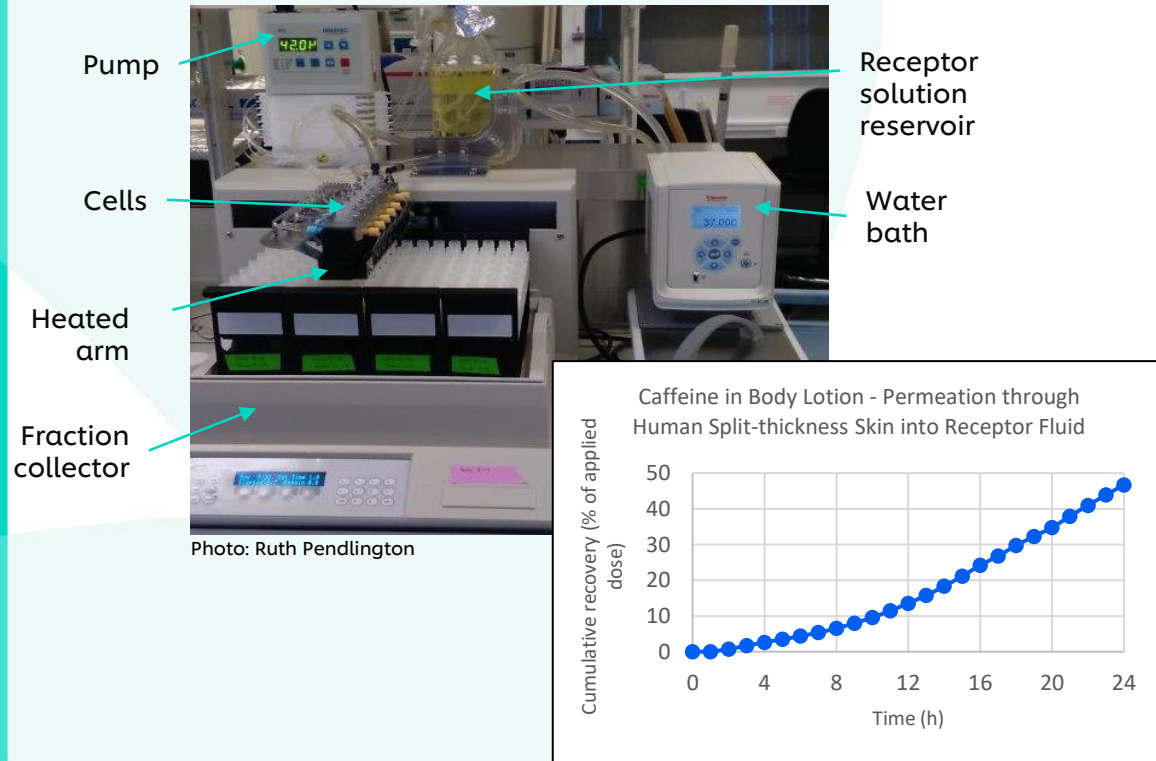 Pump
42.0
Cells
Heated
arm
Fraction
collector
Receptor
solution
reservoir
Water
bath
37.00C
Photo: Ruth Pendlington
Caffeine in Body Lotion - Permeation through
Human Split-thickness Skin into Receptor Fluid
Cumulative recovery (% of applied
dose)
50
40
30
20
10
0
0 4 8 12 16 20 24
Time (h)